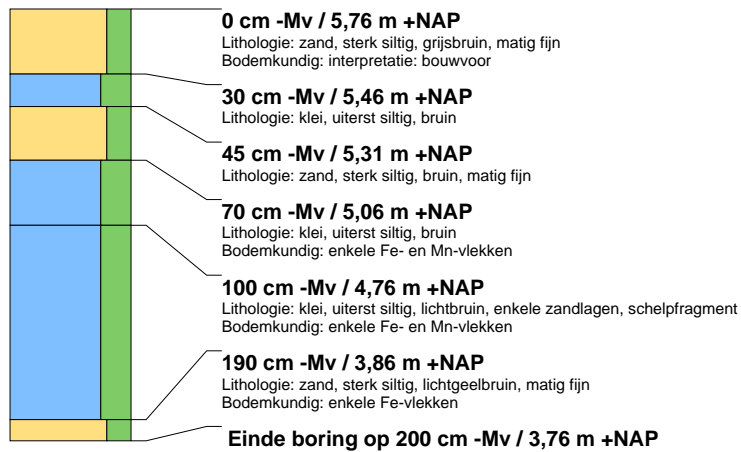 0 cm -Mv / 5,76 m +NAP
Lithologie: zand, sterk siltig, grijsbruin, matig fijn
Bodemkundig: interpretatie: bouwvoor
30 cm -Mv / 5,46 m +NAP
Lithologie: klei, uiterst siltig, bruin
45 cm -Mv / 5,31 m +NAP
Lithologie: zand, sterk siltig, bruin, matig fijn
70 cm -Mv / 5,06 m +NAP
Lithologie: klei, uiterst siltig, bruin
Bodemkundig: enkele Fe- en Mn-vlekken
100 cm -Mv / 4,76 m +NAP
Lithologie: klei, uiterst siltig, lichtbruin, enkele zandlagen, schelpfragment
Bodemkundig: enkele Fe- en Mn-vlekken
190 cm -Mv / 3,86 m +NAP
Lithologie: zand, sterk siltig, lichtgeelbruin, matig fijn
Bodemkundig: enkele Fe-vlekken
Einde boring op 200 cm -Mv / 3,76 m +NAP